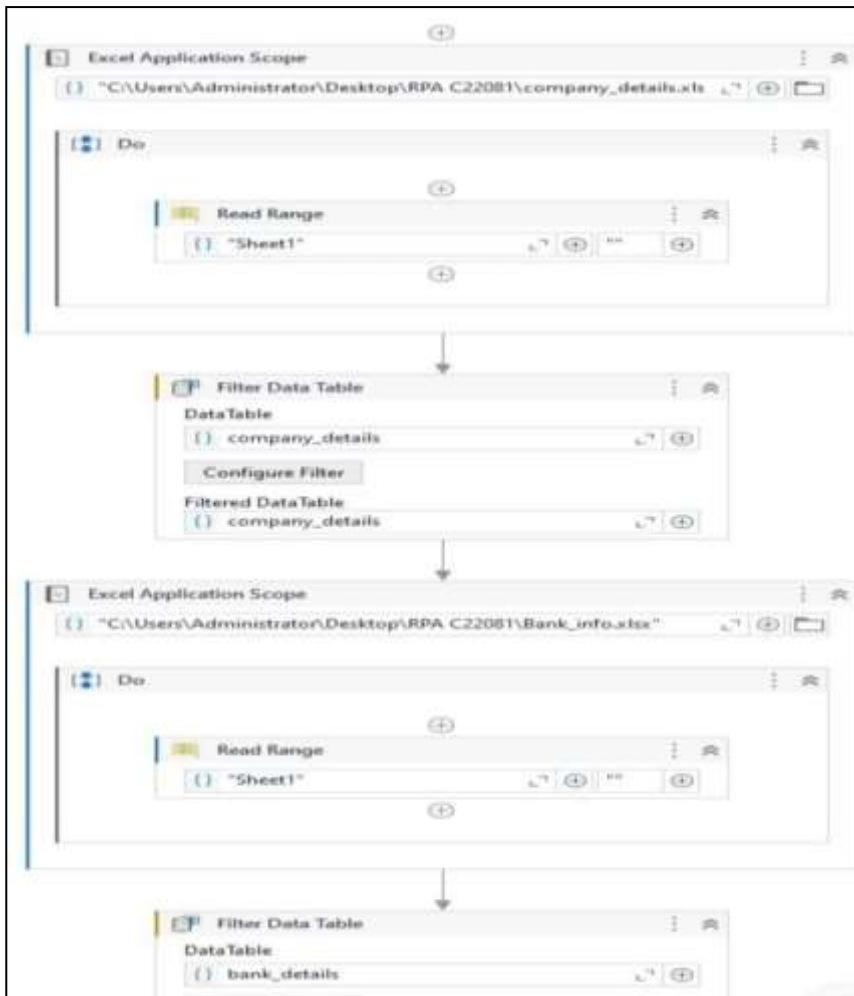 Excel Application Scope
"C:\Users\Administrator\Desktop\RPA C22081\company_details.xls
Do
Read Range
"Sheet1" ""
Filter Data Table
DataTable
company_details
Configure Filter
Filtered DataTable
company_details
Excel Application Scope
"C:\Users\Administrator\Desktop\RPA C22081\Bank_info.xlsx"
Do
Read Range
"Sheet1" ""
Filter Data Table
DataTable
bank_details